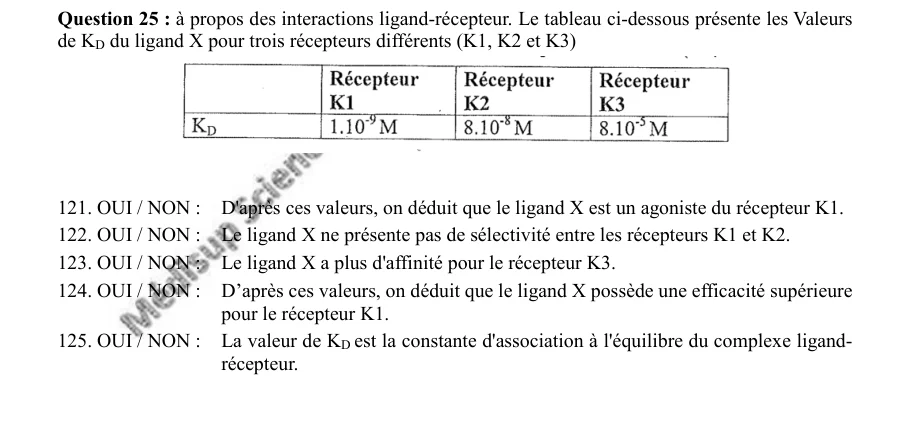 Question 25 : à propos des interactions ligand-récepteur. Le tableau ci-dessous présente les Valeurs
de KD du ligand X pour trois récepteurs différents (K1, K2 et K3)
Récepteur K1 Récepteur K2 Récepteur K3
KD 1.10⁻⁹ M 8.10⁻⁸ M 8.10⁻⁵ M
Médisup Scien
121. OUI / NON : D'après ces valeurs, on déduit que le ligand X est un agoniste du récepteur K1.
122. OUI / NON : Le ligand X ne présente pas de sélectivité entre les récepteurs K1 et K2.
123. OUI / NON : Le ligand X a plus d'affinité pour le récepteur K3.
124. OUI / NON : D’après ces valeurs, on déduit que le ligand X possède une efficacité supérieure
pour le récepteur K1.
125. OUI / NON : La valeur de KD est la constante d'association à l'équilibre du complexe ligand-
récepteur.